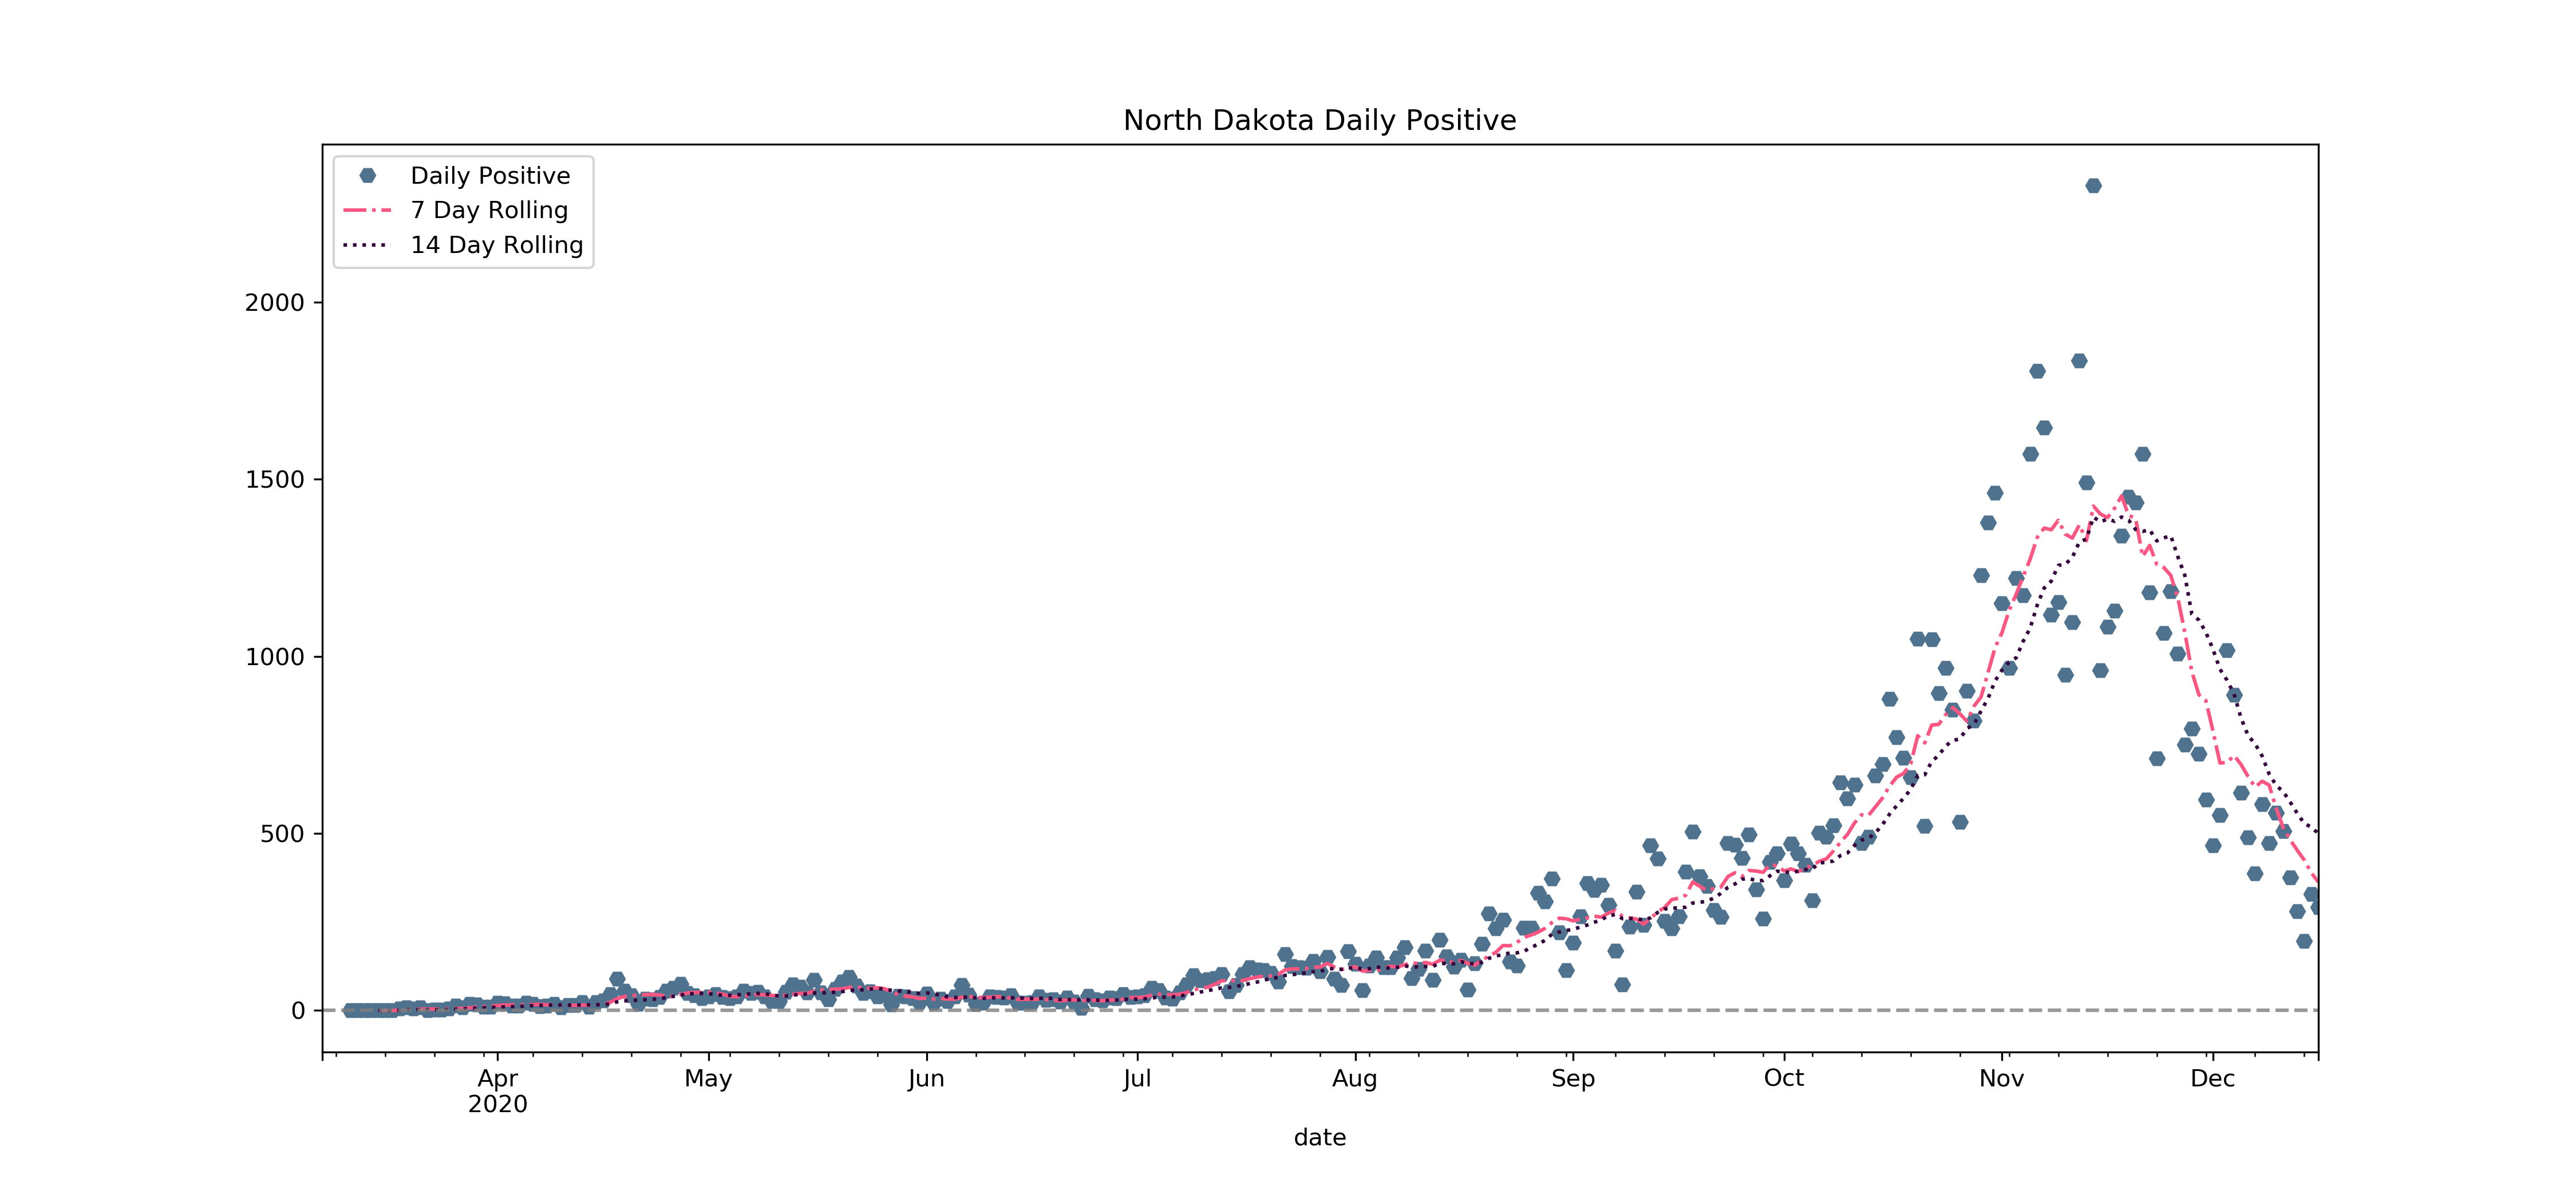 North Dakota Daily Positive
Daily Positive
7 Day Rolling
14 Day Rolling
2000
1500
1000
500
0
Apr May Jun Jul Aug Sep Oct Nov Dec
2020
date